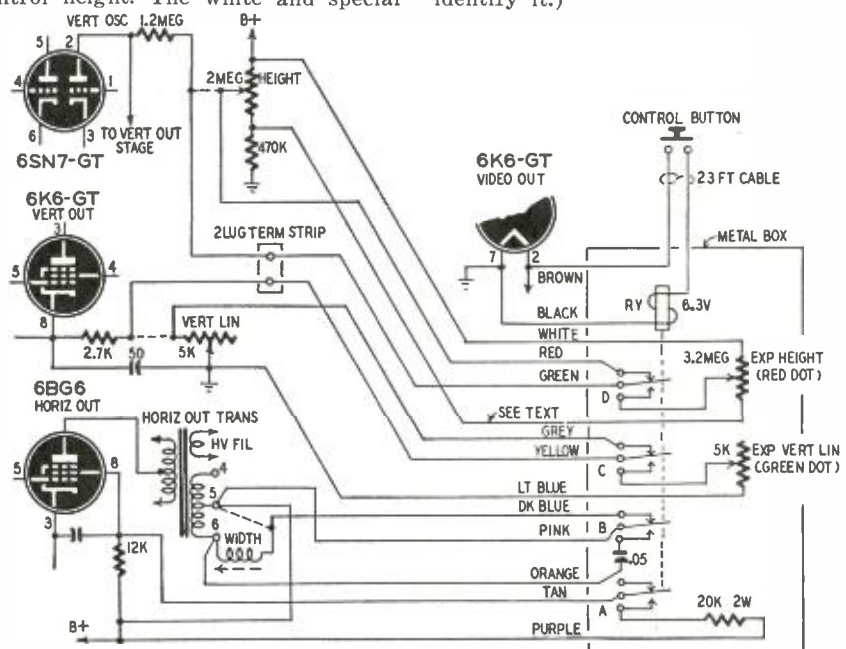 control height. The white and special identify it.)
VERT OSC 1.2MEG
B+
5 2
4 1
6 3
TO VERT OUT
STAGE
6SN7-GT
2MEG HEIGHT
470K
CONTROL BUTTON
23 FT CABLE
6K6-GT
VIDEO OUT
7 2
METAL BOX
6K6-GT
VERT OUT
3
5 4
8
2 LUG TERM STRIP
BROWN
RY 6.3V
BLACK
WHITE
RED
GREEN
D
3.2MEG EXP HEIGHT
(RED DOT)
SEE TEXT
VERT LIN
2.7K 50 5K
GREY
YELLOW
C
5K EXP VERT LIN
(GREEN DOT)
LT BLUE
DK BLUE
PINK B
.05
ORANGE
TAN
A
20K 2W
PURPLE
6BG6
HORIZ OUT
5 8
3
HORIZ OUT TRANS
HV FIL
4
5
6
WIDTH
12K
B+